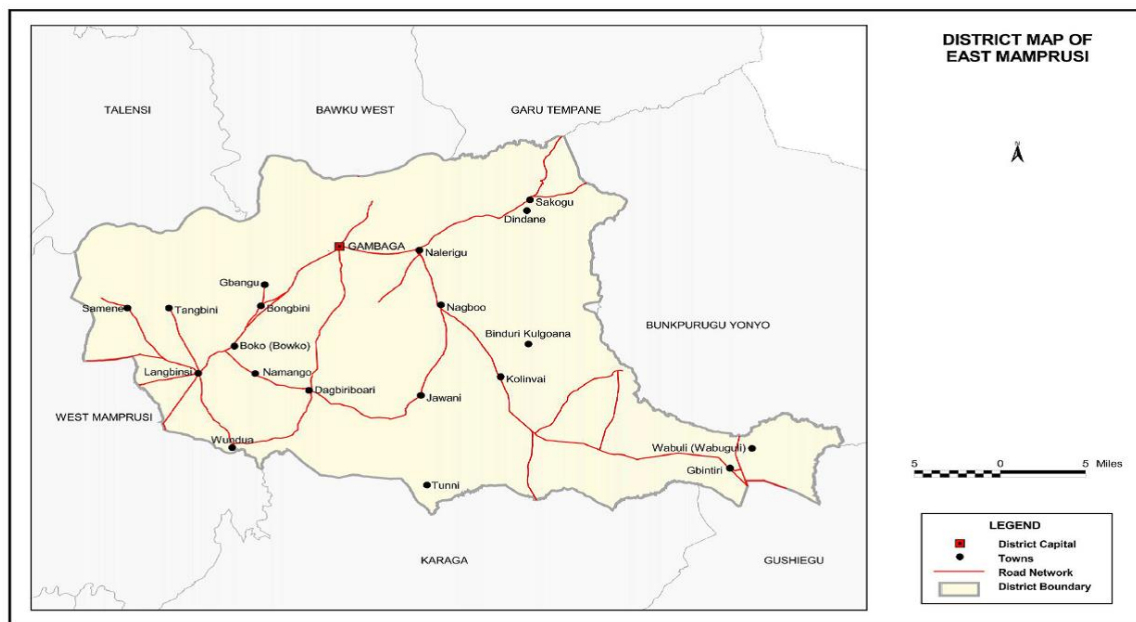 DISTRICT MAP OF
EAST MAMPRUSI
N
TALENSI
BAWKU WEST
GARU TEMPANE
Sakogu
Dindane
GAMBAGA
Nalerigu
Gbangu
Samene
Tangbini
Bongbini
Nagboo
BUNKPURUGU YONYO
Binduri Kulgoana
Boko (Bowko)
Langbinsi
Namango
Kolinvai
Dagbiriboari
Jawani
WEST MAMPRUSI
Wundua
Wabuli (Wabuguli)
Gbintiri
Tunni
KARAGA
GUSHIEGU
5 0 5 Miles
LEGEND
District Capital
Towns
Road Network
District Boundary